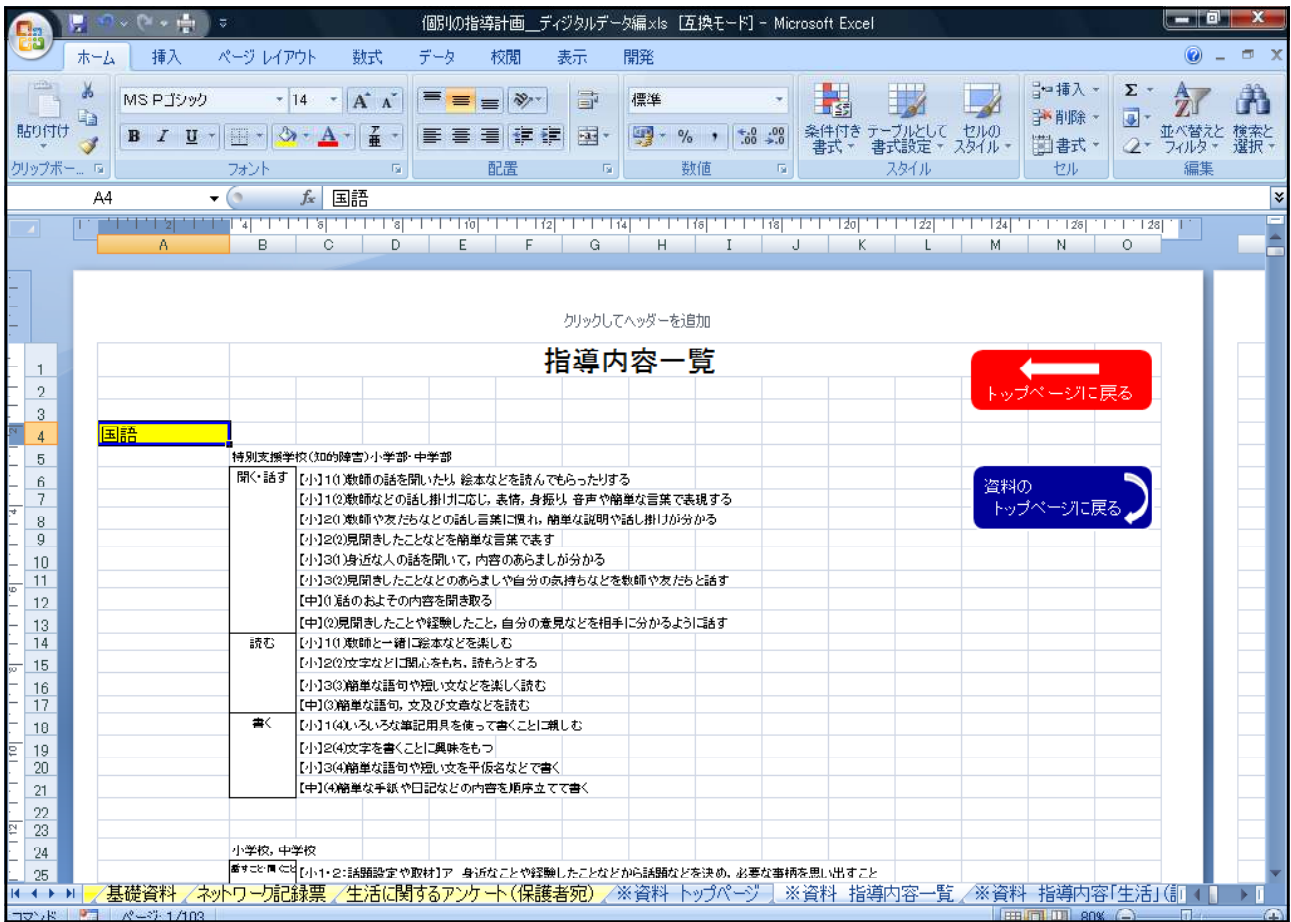 個別の指導計画__ディジタルデータ編.xls [互換モード] - Microsoft Excel
ホーム 挿入 ページ レイアウト 数式 データ 校閲 表示 開発
貼り付け
MS Pゴシック 14
B I U
標準
条件付き書式
テーブルとして書式設定
セルのスタイル
挿入
削除
書式
並べ替えとフィルタ
検索と選択
クリップボー... フォント 配置 数値 スタイル セル 編集
A4 fx 国語
A B C D E F G H I J K L M N O
クリックしてヘッダーを追加
1 指導内容一覧
トップページに戻る
2
3
4 国語
5 特別支援学校(知的障害)小学部・中学部
6 聞く・話す 【小】1(1)教師の話を聞いたり, 絵本などを読んでもらったりする
資料の
トップページに戻る
7 【小】1(2)教師などの話し掛けに応じ, 表情, 身振り, 音声や簡単な言葉で表現する
8 【小】2(1)教師や友だちなどの話し言葉に慣れ, 簡単な説明や話し掛けが分かる
9 【小】2(2)見聞きしたことなどを簡単な言葉で表す
10 【小】3(1)身近な人の話を聞いて, 内容のあらましが分かる
11 【小】3(2)見聞きしたことなどのあらましや自分の気持ちなどを教師や友だちと話す
12 【中】(1)話のおよその内容を聞き取る
13 【中】(2)見聞きしたことや経験したこと, 自分の意見などを相手に分かるように話す
14 読む 【小】1(1)教師と一緒に絵本などを楽しむ
15 【小】2(2)文字などに関心をもち, 読もうとする
16 【小】3(3)簡単な語句や短い文などを楽しく読む
17 【中】(3)簡単な語句, 文及び文章などを読む
18 書く 【小】1(4)いろいろな筆記用具を使って書くことに親しむ
19 【小】2(4)文字を書くことに興味をもつ
20 【小】3(4)簡単な語句や短い文を平仮名などで書く
21 【中】(4)簡単な手紙や日記などの内容を順序立てて書く
22
23
24 小学校, 中学校
25 【小1・2:話題設定や取材】ア 身近なことや経験したことなどから話題などを決め, 必要な事柄を思い出すこと
基礎資料 ネットワーク記録票 生活に関するアンケート(保護者宛) ※資料 トップページ ※資料 指導内容一覧 ※資料 指導内容「生活」(
コマンド ページ: 1/103 80%